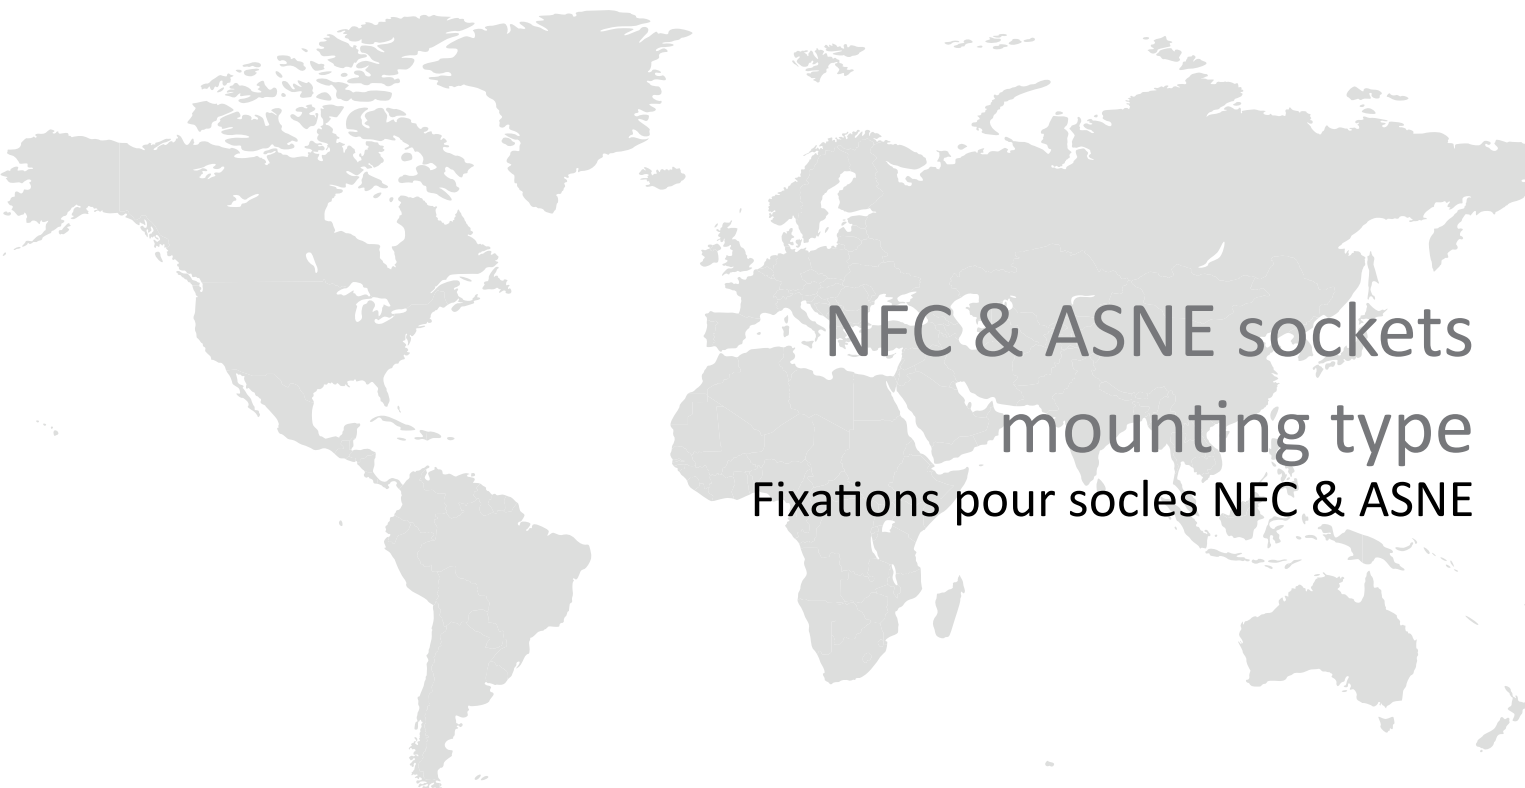 NFC & ASNE sockets
mounting type
Fixations pour socles NFC & ASNE